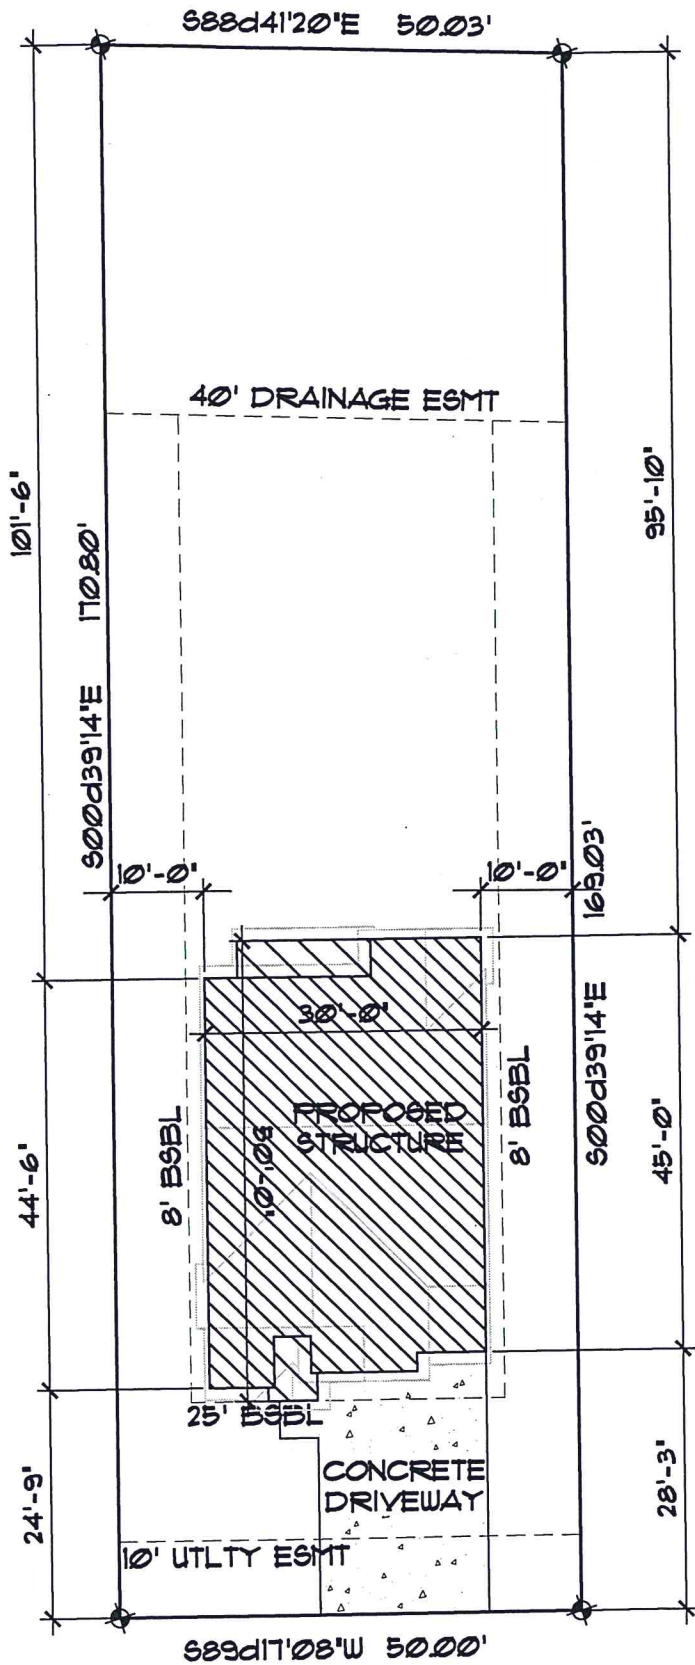 S88d41'20"E 50.03'
40' DRAINAGE ESMT
101'-6"
95'-10"
S00d39'14"E 170.80'
10'-0"
10'-0"
S00d39'14"E 169.03'
30'-0"
PROPOSED
STRUCTURE
8' BSBL
8' BSBL
50'-0"
44'-6"
45'-0"
25' BSBL
CONCRETE
DRIVEWAY
24'-9"
28'-3"
10' UTLTY ESMT
S89d17'08"W 50.00'